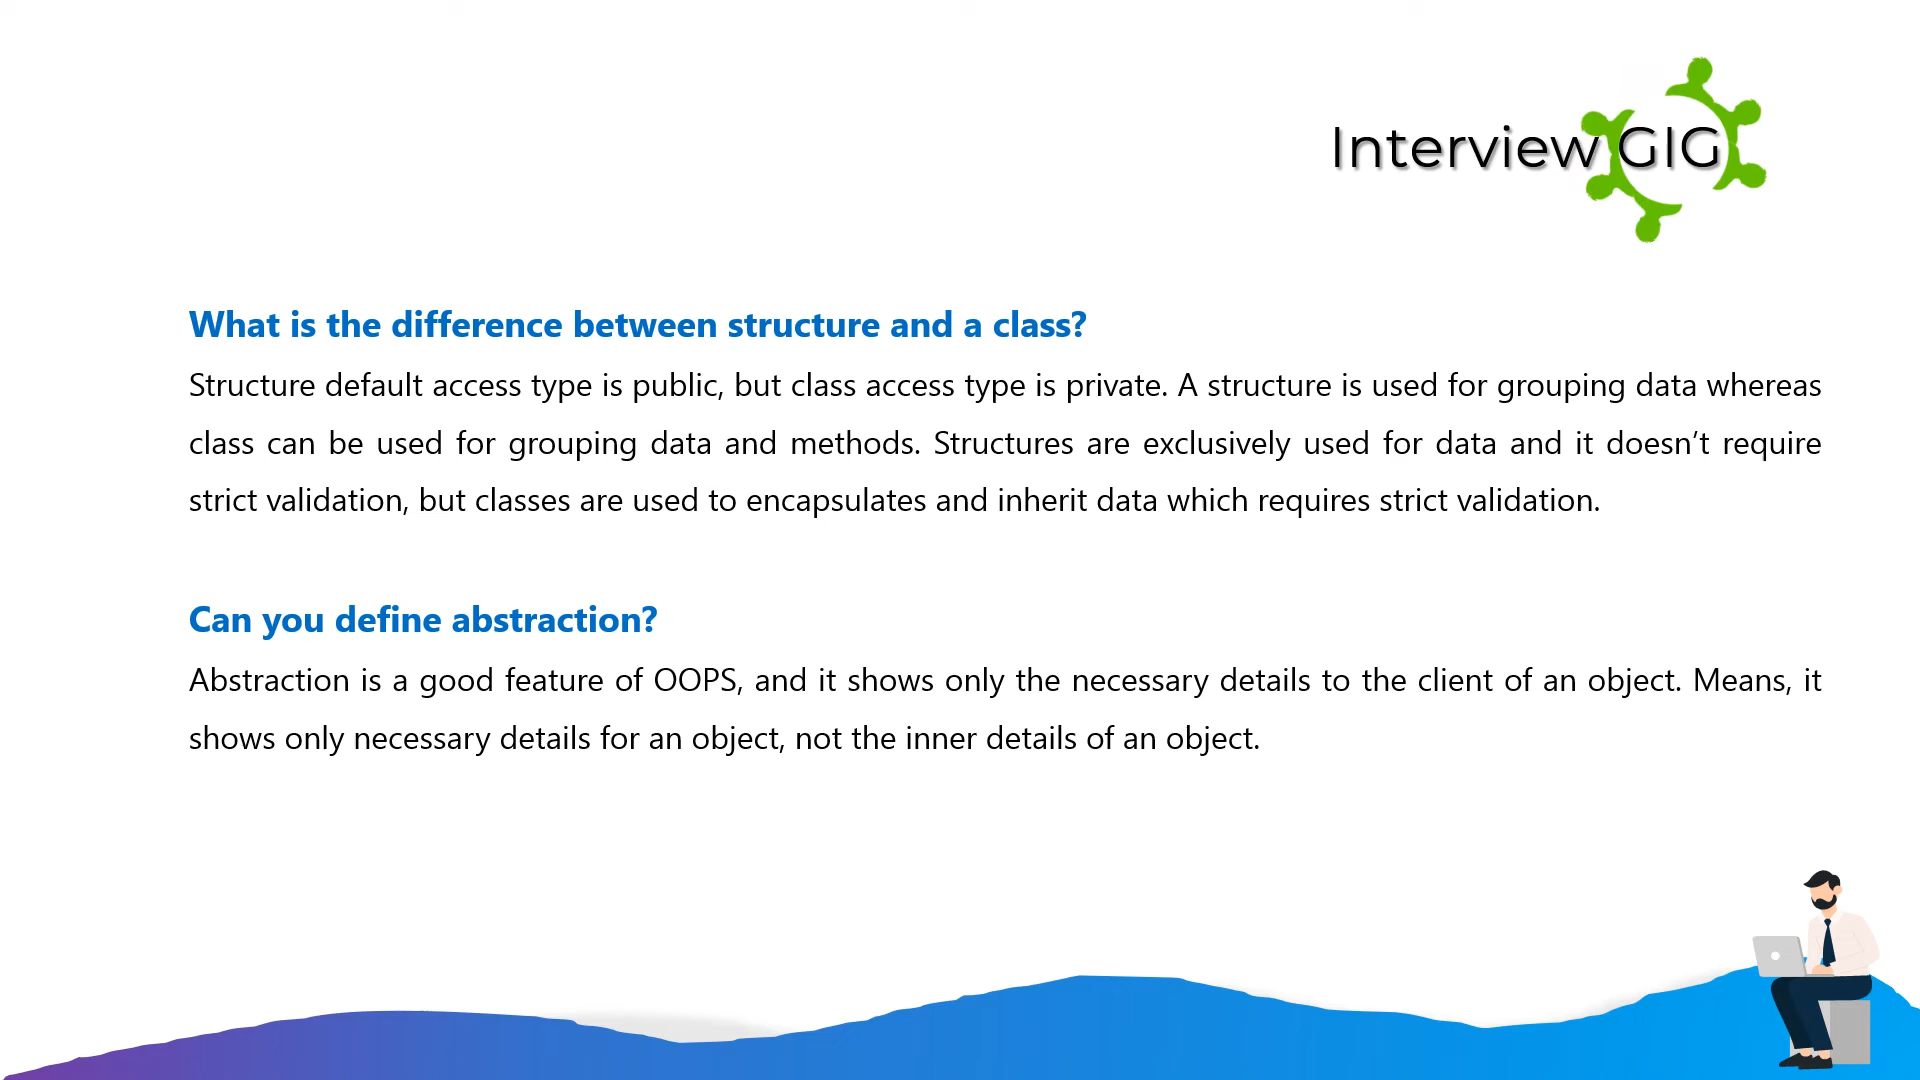 Interview GIG
What is the difference between structure and a class?
Structure default access type is public, but class access type is private. A structure is used for grouping data whereas
class can be used for grouping data and methods. Structures are exclusively used for data and it doesn’t require
strict validation, but classes are used to encapsulates and inherit data which requires strict validation.
Can you define abstraction?
Abstraction is a good feature of OOPS, and it shows only the necessary details to the client of an object. Means, it
shows only necessary details for an object, not the inner details of an object.